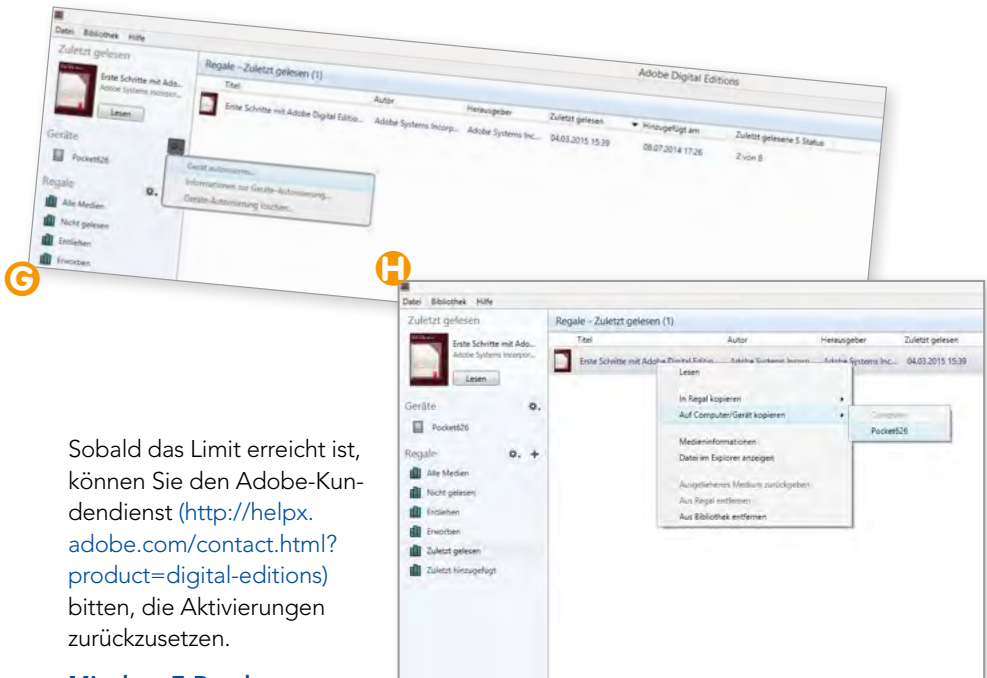 Datei Bibliothek Hilfe
Zuletzt gelesen
Erste Schritte mit Ado...
Adobe Systems Incorpor...
Lesen
Geräte
Pocket626
Regale
Alle Medien
Nicht gelesen
Entliehen
Erworben
Adobe Digital Editions
Regale - Zuletzt gelesen (1)
Titel Autor Herausgeber Zuletzt gelesen Hinzugefügt am Zuletzt gelesene S Status
Erste Schritte mit Adobe Digital Editio... Adobe Systems Incorp... Adobe Systems Inc... 04.03.2015 15:39 08.07.2014 17:26 2 von 8
Gerät autorisieren...
Informationen zur Geräte-Autorisierung...
Geräte-Autorisierung löschen...
G
H
Datei Bibliothek Hilfe
Zuletzt gelesen
Erste Schritte mit Ado...
Adobe Systems Incorpor...
Lesen
Geräte
Pocket626
Regale
Alle Medien
Nicht gelesen
Entliehen
Erworben
Zuletzt gelesen
Zuletzt hinzugefügt
Regale - Zuletzt gelesen (1)
Titel Autor Herausgeber Zuletzt gelesen
Erste Schritte mit Adobe Digital Editio... Adobe Systems Incorp... Adobe Systems Inc... 04.03.2015 15:39
Lesen
In Regal kopieren
Auf Computer/Gerät kopieren
Computer
Pocket626
Medieninformationen
Datei im Explorer anzeigen
Ausgeliehenes Medium zurückgeben
Aus Regal entfernen
Aus Bibliothek entfernen
Sobald das Limit erreicht ist,
können Sie den Adobe-Kun-
dendienst (http://helpx.
adobe.com/contact.html?
product=digital-editions)
bitten, die Aktivierungen
zurückzusetzen.